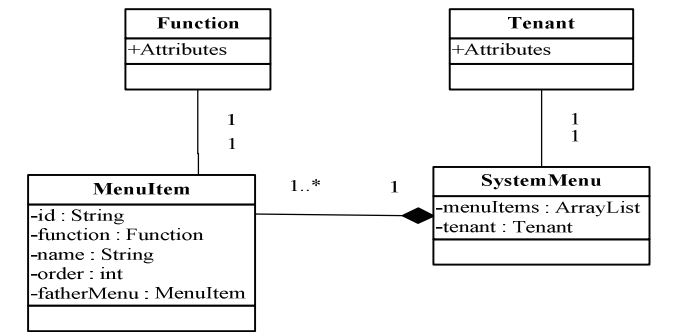 Function
+Attributes
Tenant
+Attributes
1
1
1
1
MenuItem
-id : String
-function : Function
-name : String
-order : int
-fatherMenu : MenuItem
1..*
1
SystemMenu
-menuItems : ArrayList
-tenant : Tenant